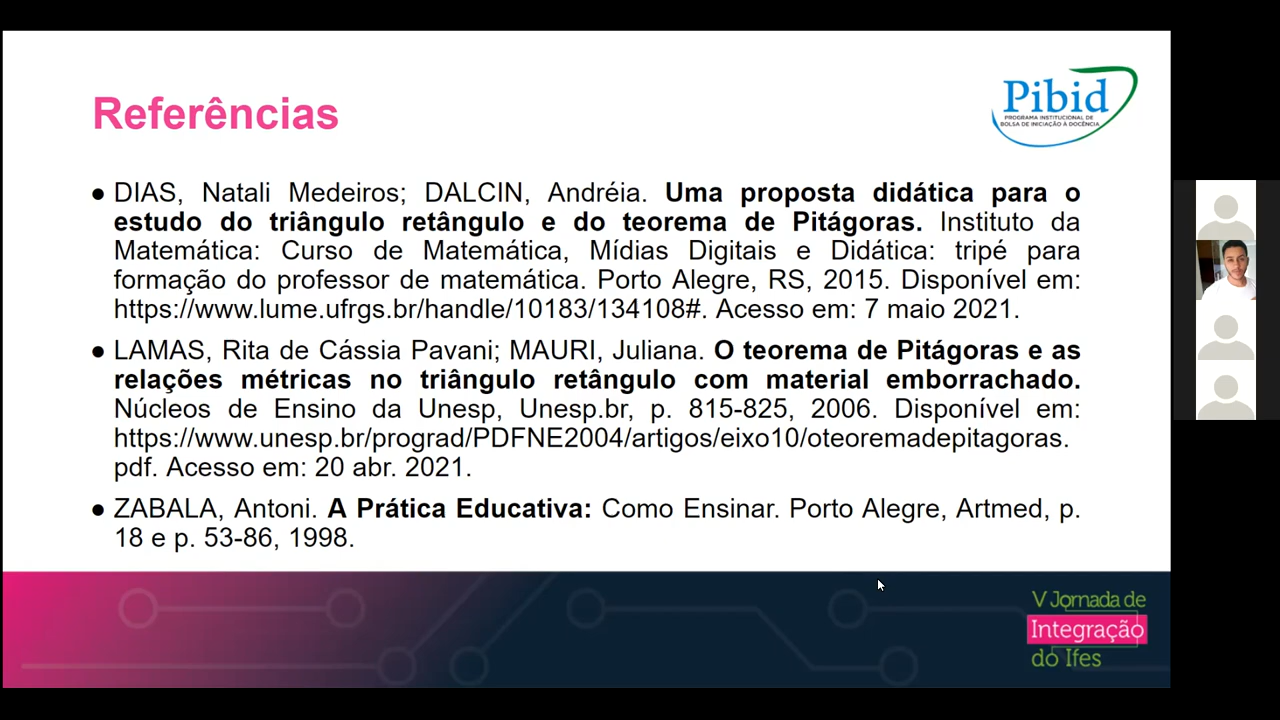 Referências
Pibid
PROGRAMA INSTITUCIONAL DE
BOLSA DE INICIAÇÃO À DOCÊNCIA
● DIAS, Natali Medeiros; DALCIN, Andréia. Uma proposta didática para o
estudo do triângulo retângulo e do teorema de Pitágoras. Instituto da
Matemática: Curso de Matemática, Mídias Digitais e Didática: tripé para
formação do professor de matemática. Porto Alegre, RS, 2015. Disponível em:
https://www.lume.ufrgs.br/handle/10183/134108#. Acesso em: 7 maio 2021.
● LAMAS, Rita de Cássia Pavani; MAURI, Juliana. O teorema de Pitágoras e as
relações métricas no triângulo retângulo com material emborrachado.
Núcleos de Ensino da Unesp, Unesp.br, p. 815-825, 2006. Disponível em:
https://www.unesp.br/prograd/PDFNE2004/artigos/eixo10/oteoremadepitagoras.
pdf. Acesso em: 20 abr. 2021.
● ZABALA, Antoni. A Prática Educativa: Como Ensinar. Porto Alegre, Artmed, p.
18 e p. 53-86, 1998.
V Jornada de
Integração
do Ifes